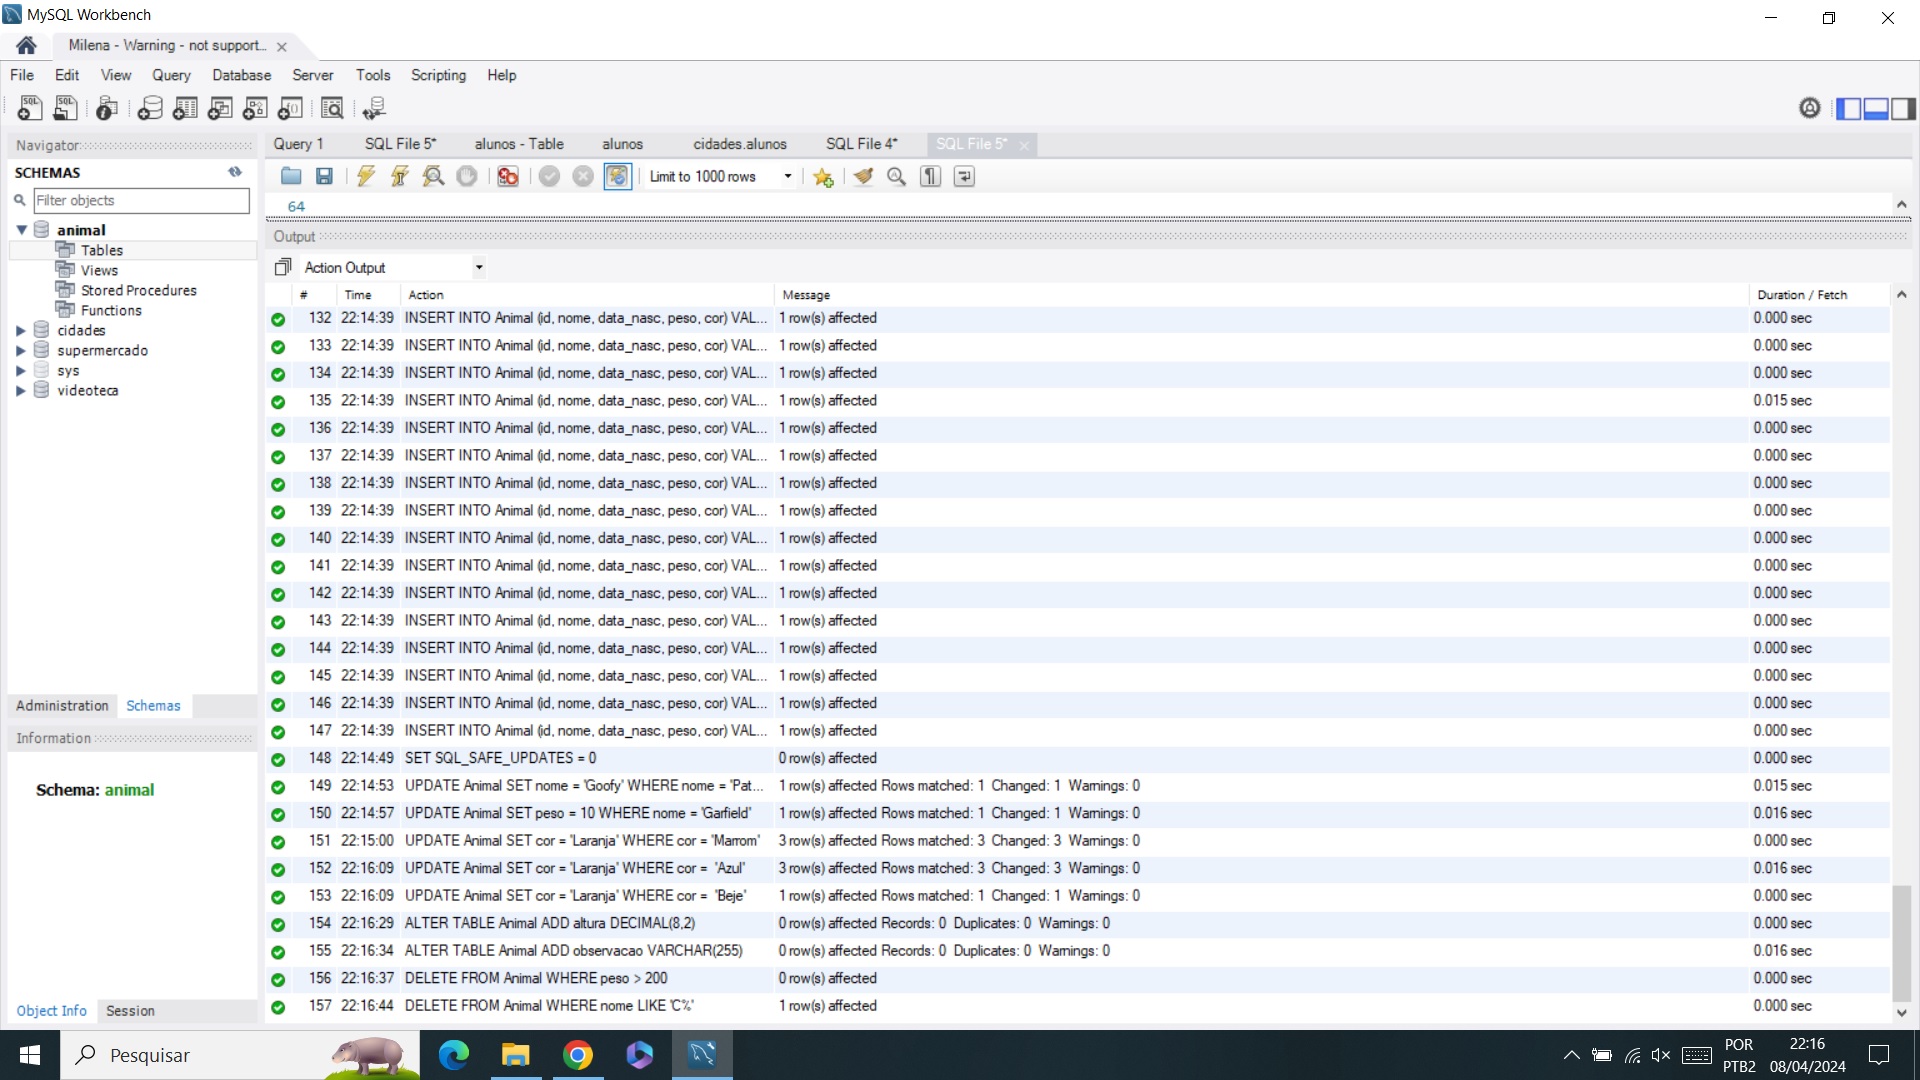 MySQL Workbench
Milena - Warning - not support...
File Edit View Query Database Server Tools Scripting Help
Navigator
SCHEMAS
Filter objects
animal
Tables
Views
Stored Procedures
Functions
cidades
supermercado
sys
videoteca
Administration Schemas
Information
Schema: animal
Object Info Session
Query 1 SQL File 5* alunos - Table alunos cidades.alunos SQL File 4* SQL File 5*
Limit to 1000 rows
64
Output
Action Output
# Time Action Message Duration / Fetch
132 22:14:39 INSERT INTO Animal (id, nome, data_nasc, peso, cor) VAL... 1 row(s) affected 0.000 sec
133 22:14:39 INSERT INTO Animal (id, nome, data_nasc, peso, cor) VAL... 1 row(s) affected 0.000 sec
134 22:14:39 INSERT INTO Animal (id, nome, data_nasc, peso, cor) VAL... 1 row(s) affected 0.000 sec
135 22:14:39 INSERT INTO Animal (id, nome, data_nasc, peso, cor) VAL... 1 row(s) affected 0.015 sec
136 22:14:39 INSERT INTO Animal (id, nome, data_nasc, peso, cor) VAL... 1 row(s) affected 0.000 sec
137 22:14:39 INSERT INTO Animal (id, nome, data_nasc, peso, cor) VAL... 1 row(s) affected 0.000 sec
138 22:14:39 INSERT INTO Animal (id, nome, data_nasc, peso, cor) VAL... 1 row(s) affected 0.000 sec
139 22:14:39 INSERT INTO Animal (id, nome, data_nasc, peso, cor) VAL... 1 row(s) affected 0.000 sec
140 22:14:39 INSERT INTO Animal (id, nome, data_nasc, peso, cor) VAL... 1 row(s) affected 0.000 sec
141 22:14:39 INSERT INTO Animal (id, nome, data_nasc, peso, cor) VAL... 1 row(s) affected 0.000 sec
142 22:14:39 INSERT INTO Animal (id, nome, data_nasc, peso, cor) VAL... 1 row(s) affected 0.000 sec
143 22:14:39 INSERT INTO Animal (id, nome, data_nasc, peso, cor) VAL... 1 row(s) affected 0.000 sec
144 22:14:39 INSERT INTO Animal (id, nome, data_nasc, peso, cor) VAL... 1 row(s) affected 0.000 sec
145 22:14:39 INSERT INTO Animal (id, nome, data_nasc, peso, cor) VAL... 1 row(s) affected 0.000 sec
146 22:14:39 INSERT INTO Animal (id, nome, data_nasc, peso, cor) VAL... 1 row(s) affected 0.000 sec
147 22:14:39 INSERT INTO Animal (id, nome, data_nasc, peso, cor) VAL... 1 row(s) affected 0.000 sec
148 22:14:49 SET SQL_SAFE_UPDATES = 0 0 row(s) affected 0.000 sec
149 22:14:53 UPDATE Animal SET nome = 'Goofy' WHERE nome = 'Pat... 1 row(s) affected Rows matched: 1 Changed: 1 Warnings: 0 0.015 sec
150 22:14:57 UPDATE Animal SET peso = 10 WHERE nome = 'Garfield' 1 row(s) affected Rows matched: 1 Changed: 1 Warnings: 0 0.016 sec
151 22:15:00 UPDATE Animal SET cor = 'Laranja' WHERE cor = 'Marrom' 3 row(s) affected Rows matched: 3 Changed: 3 Warnings: 0 0.000 sec
152 22:16:09 UPDATE Animal SET cor = 'Laranja' WHERE cor = 'Azul' 3 row(s) affected Rows matched: 3 Changed: 3 Warnings: 0 0.016 sec
153 22:16:09 UPDATE Animal SET cor = 'Laranja' WHERE cor = 'Beje' 1 row(s) affected Rows matched: 1 Changed: 1 Warnings: 0 0.000 sec
154 22:16:29 ALTER TABLE Animal ADD altura DECIMAL(8,2) 0 row(s) affected Records: 0 Duplicates: 0 Warnings: 0 0.000 sec
155 22:16:34 ALTER TABLE Animal ADD observacao VARCHAR(255) 0 row(s) affected Records: 0 Duplicates: 0 Warnings: 0 0.016 sec
156 22:16:37 DELETE FROM Animal WHERE peso > 200 0 row(s) affected 0.000 sec
157 22:16:44 DELETE FROM Animal WHERE nome LIKE 'C%' 1 row(s) affected 0.000 sec
Pesquisar
POR
PTB2
22:16
08/04/2024